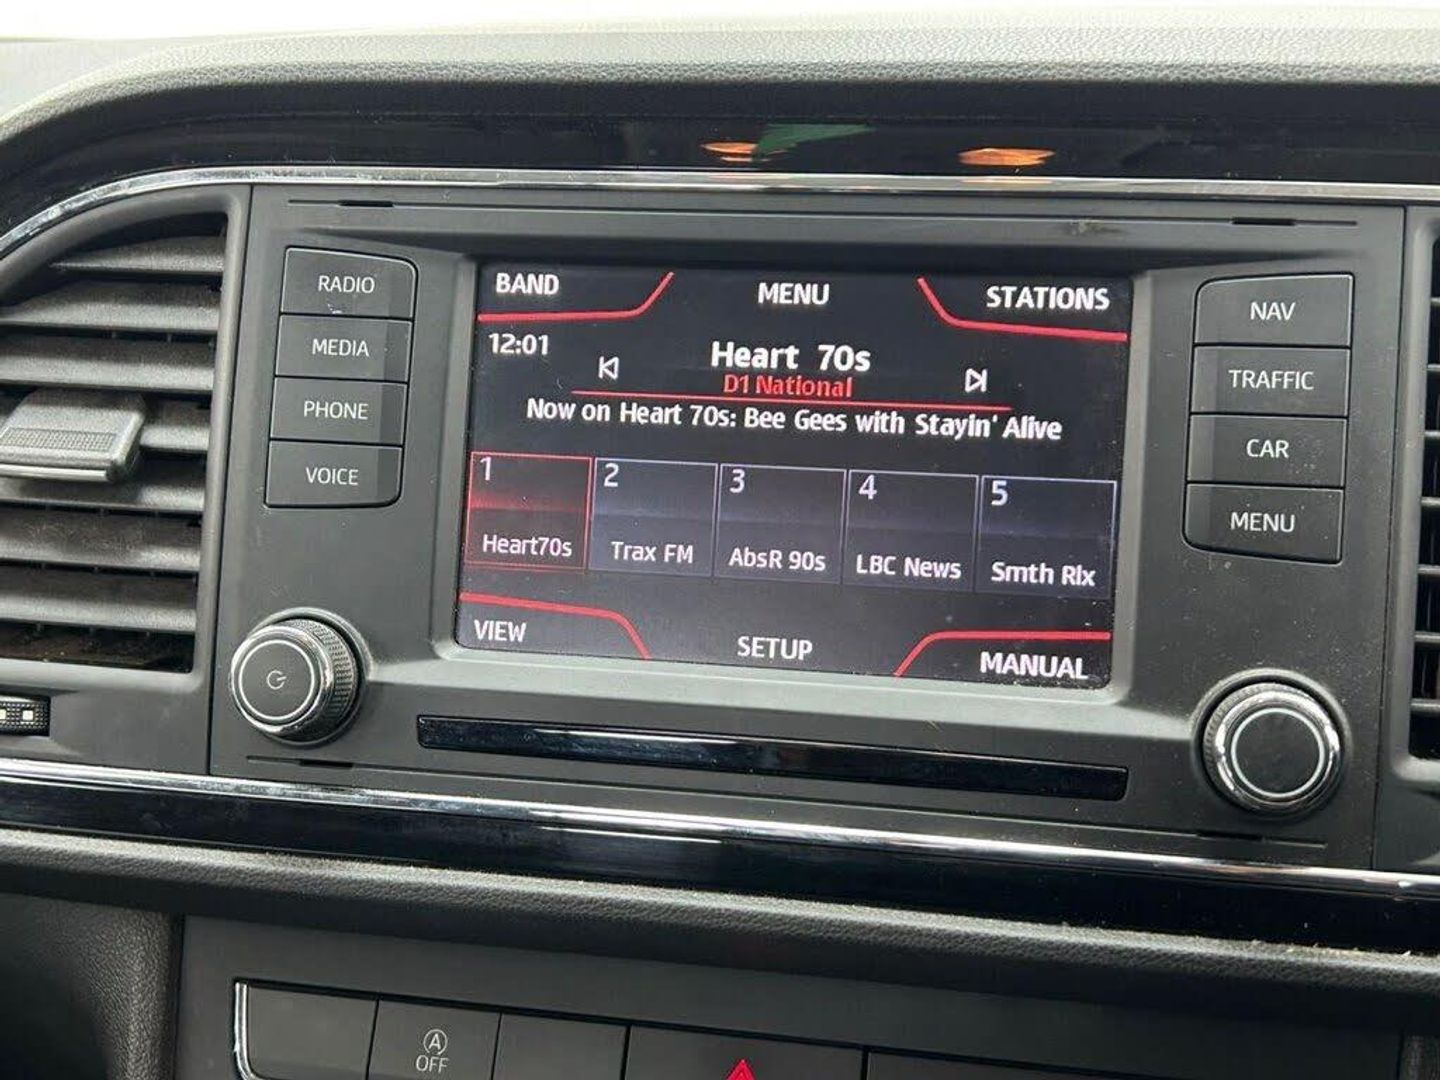 RADIO
MEDIA
PHONE
VOICE
BAND
MENU
STATIONS
12:01
Heart 70s
D1 National
Now on Heart 70s: Bee Gees with Stayin' Alive
1
2
3
4
5
Heart70s
Trax FM
AbsR 90s
LBC News
Smth Rlx
VIEW
SETUP
MANUAL
NAV
TRAFFIC
CAR
MENU
A
OFF